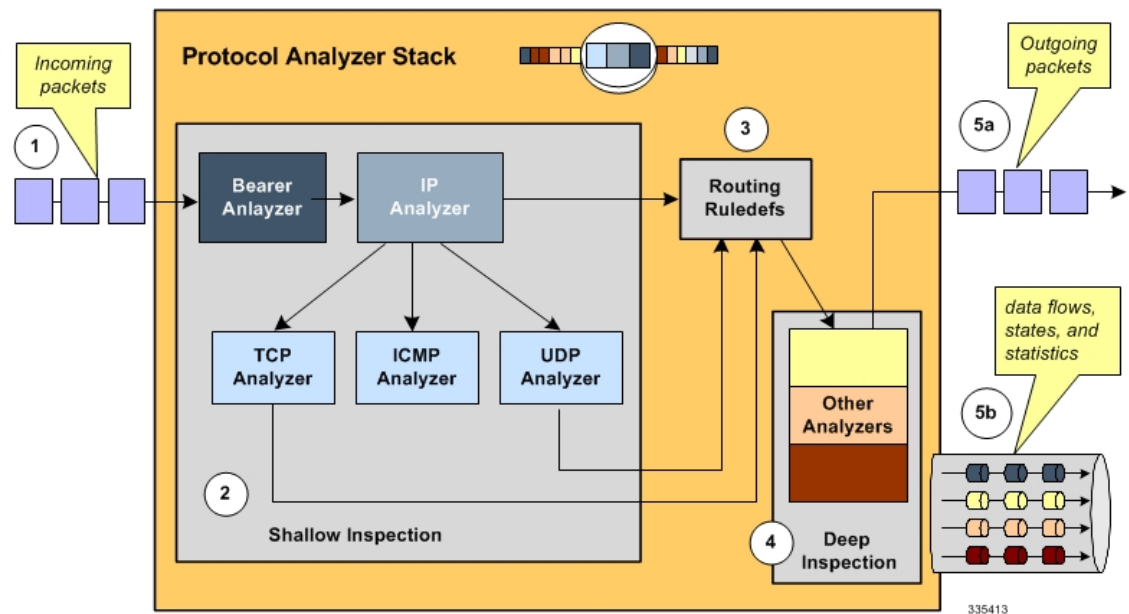 Incoming
packets
Protocol Analyzer Stack
Outgoing
packets
1
3
5a
Bearer
Anlayzer
IP
Analyzer
Routing
Ruledefs
TCP
Analyzer
ICMP
Analyzer
UDP
Analyzer
data flows,
states, and
statistics
Other
Analyzers
5b
2
Shallow Inspection
4
Deep
Inspection
335413